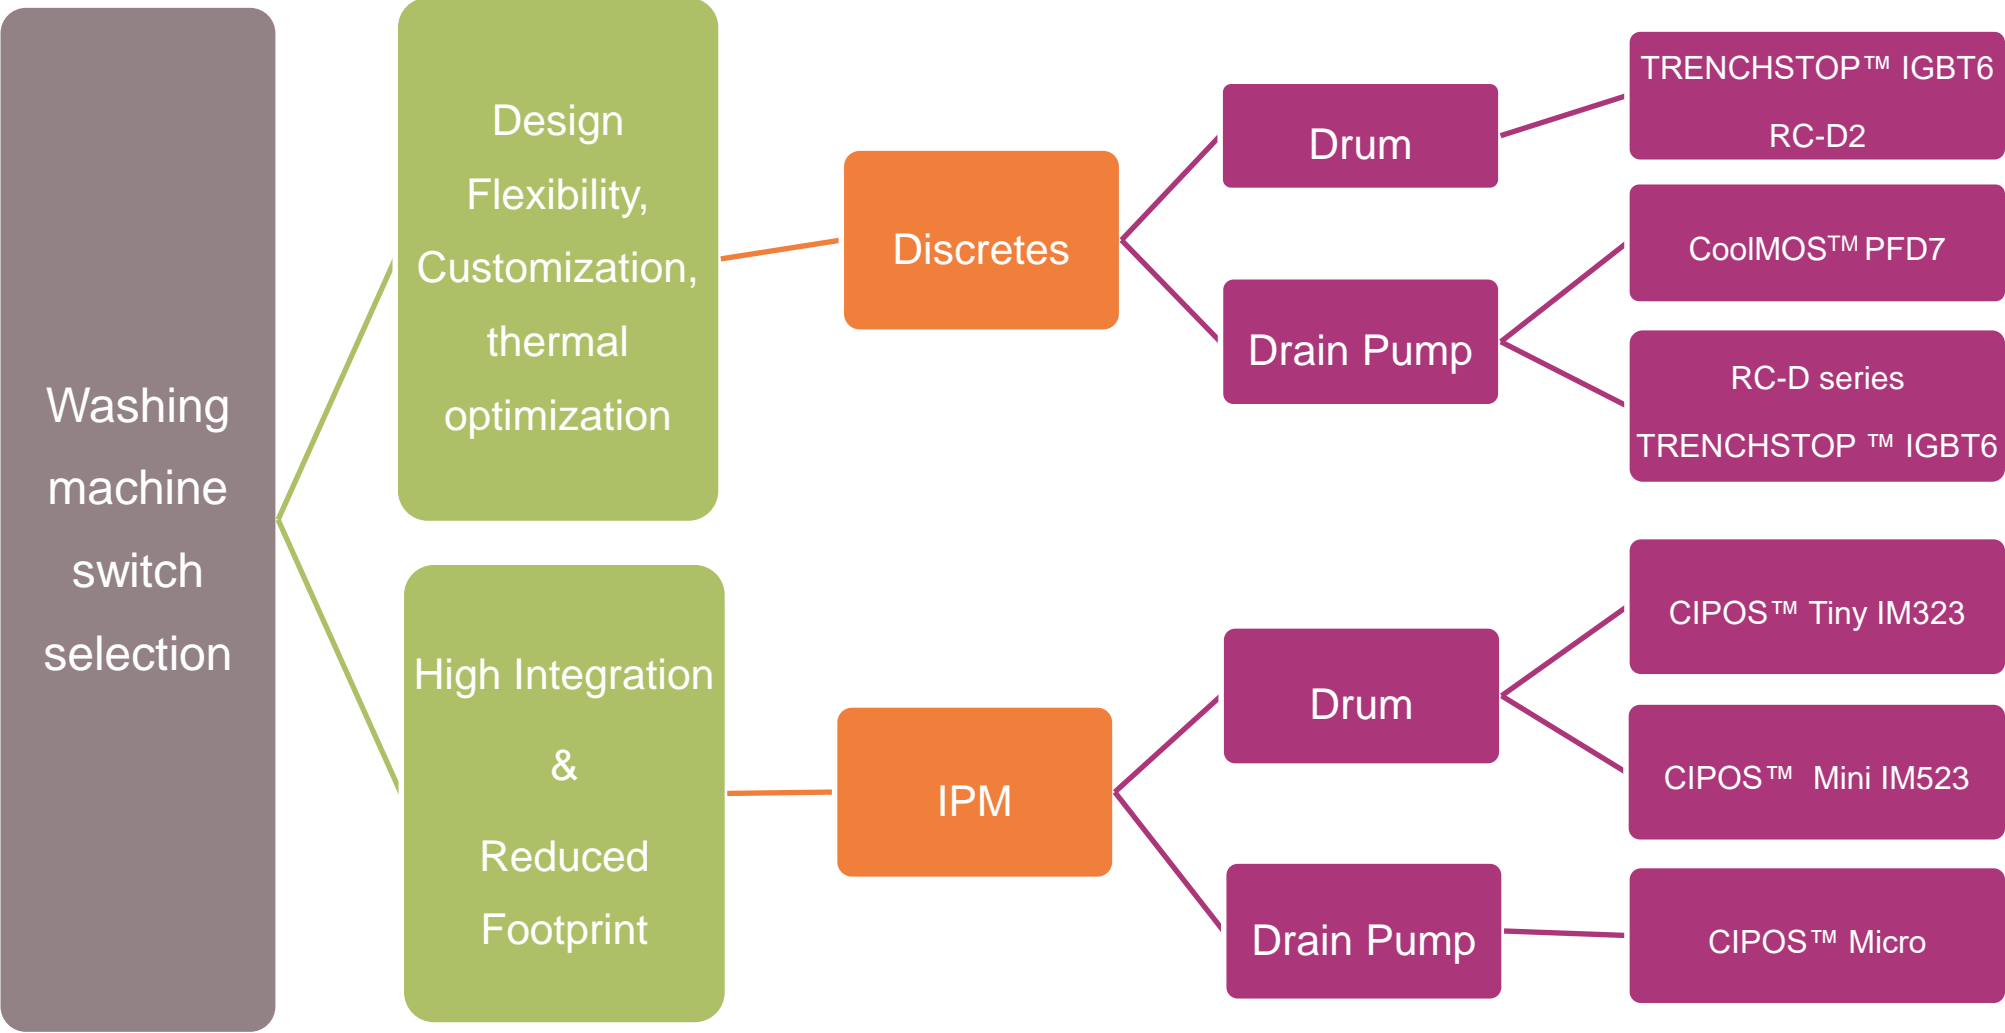 Washing
machine
switch
selection
Design
Flexibility,
Customization,
thermal
optimization
High Integration
&
Reduced
Footprint
Discretes
IPM
Drum
Drain Pump
Drum
Drain Pump
TRENCHSTOP™ IGBT6
RC-D2
CoolMOS™ PFD7
RC-D series
TRENCHSTOP ™ IGBT6
CIPOS™ Tiny IM323
CIPOS™ Mini IM523
CIPOS™ Micro